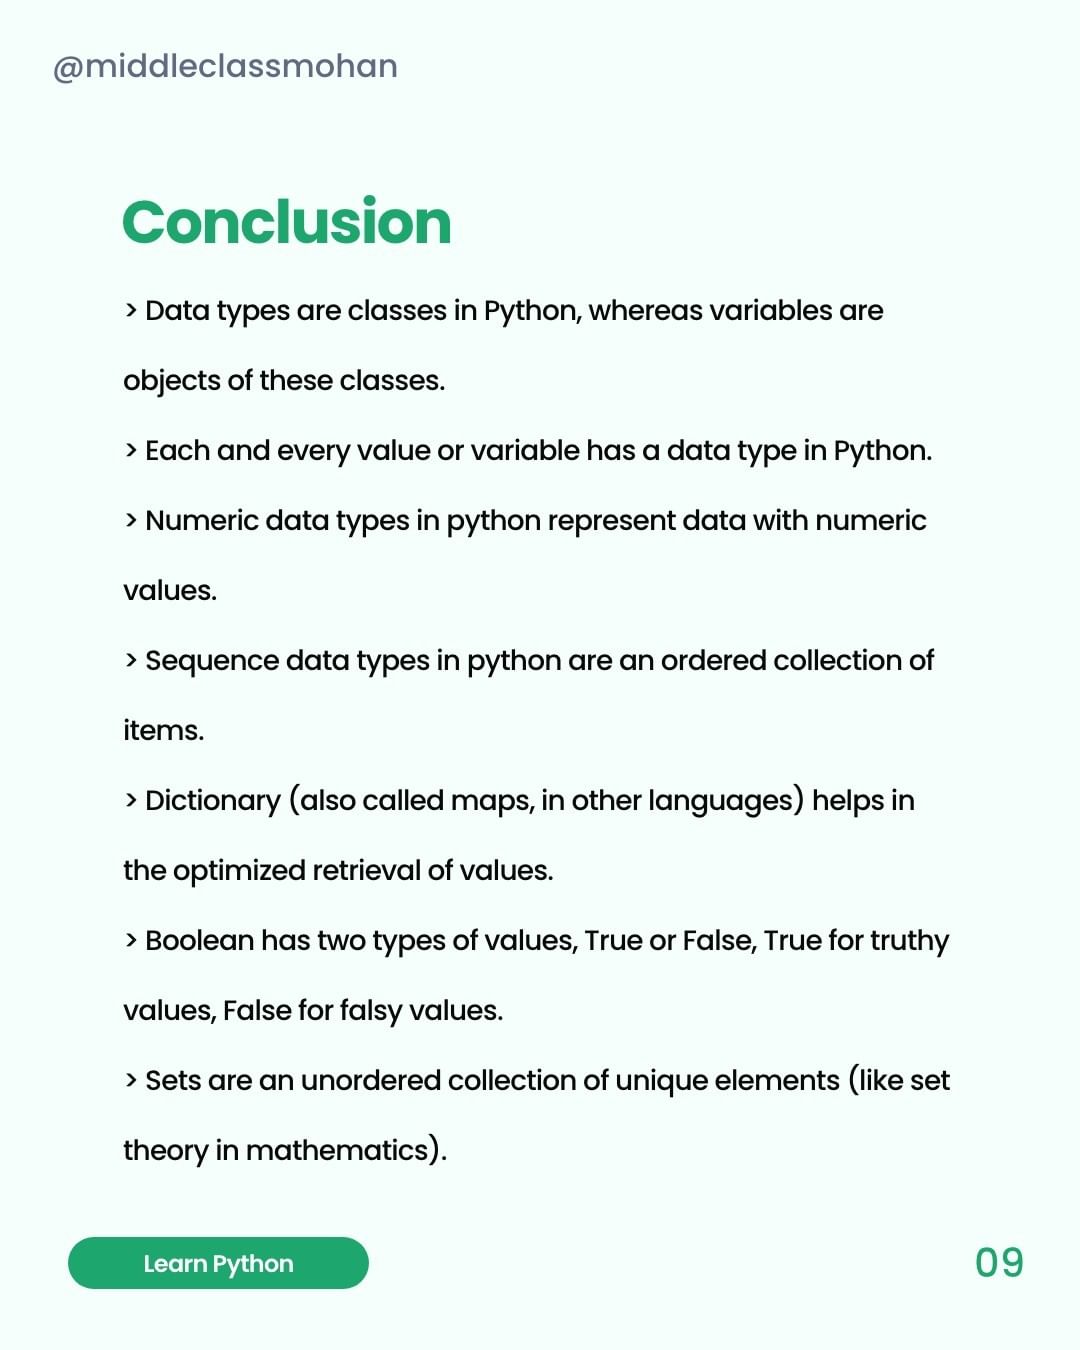 @middleclassmohan
Conclusion
> Data types are classes in Python, whereas variables are
objects of these classes.
> Each and every value or variable has a data type in Python.
> Numeric data types in python represent data with numeric
values.
> Sequence data types in python are an ordered collection of
items.
> Dictionary (also called maps, in other languages) helps in
the optimized retrieval of values.
> Boolean has two types of values, True or False, True for truthy
values, False for falsy values.
> Sets are an unordered collection of unique elements (like set
theory in mathematics).
Learn Python
09